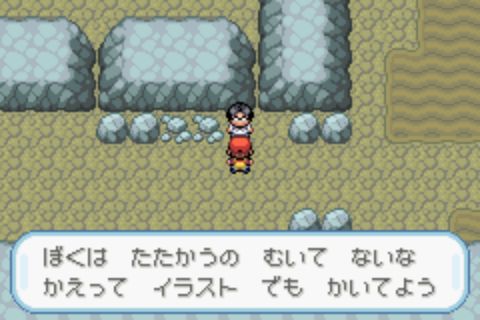 ぼくは　たたかうの　むいて　ないな
かえって　イラスト　でも　かいてよう